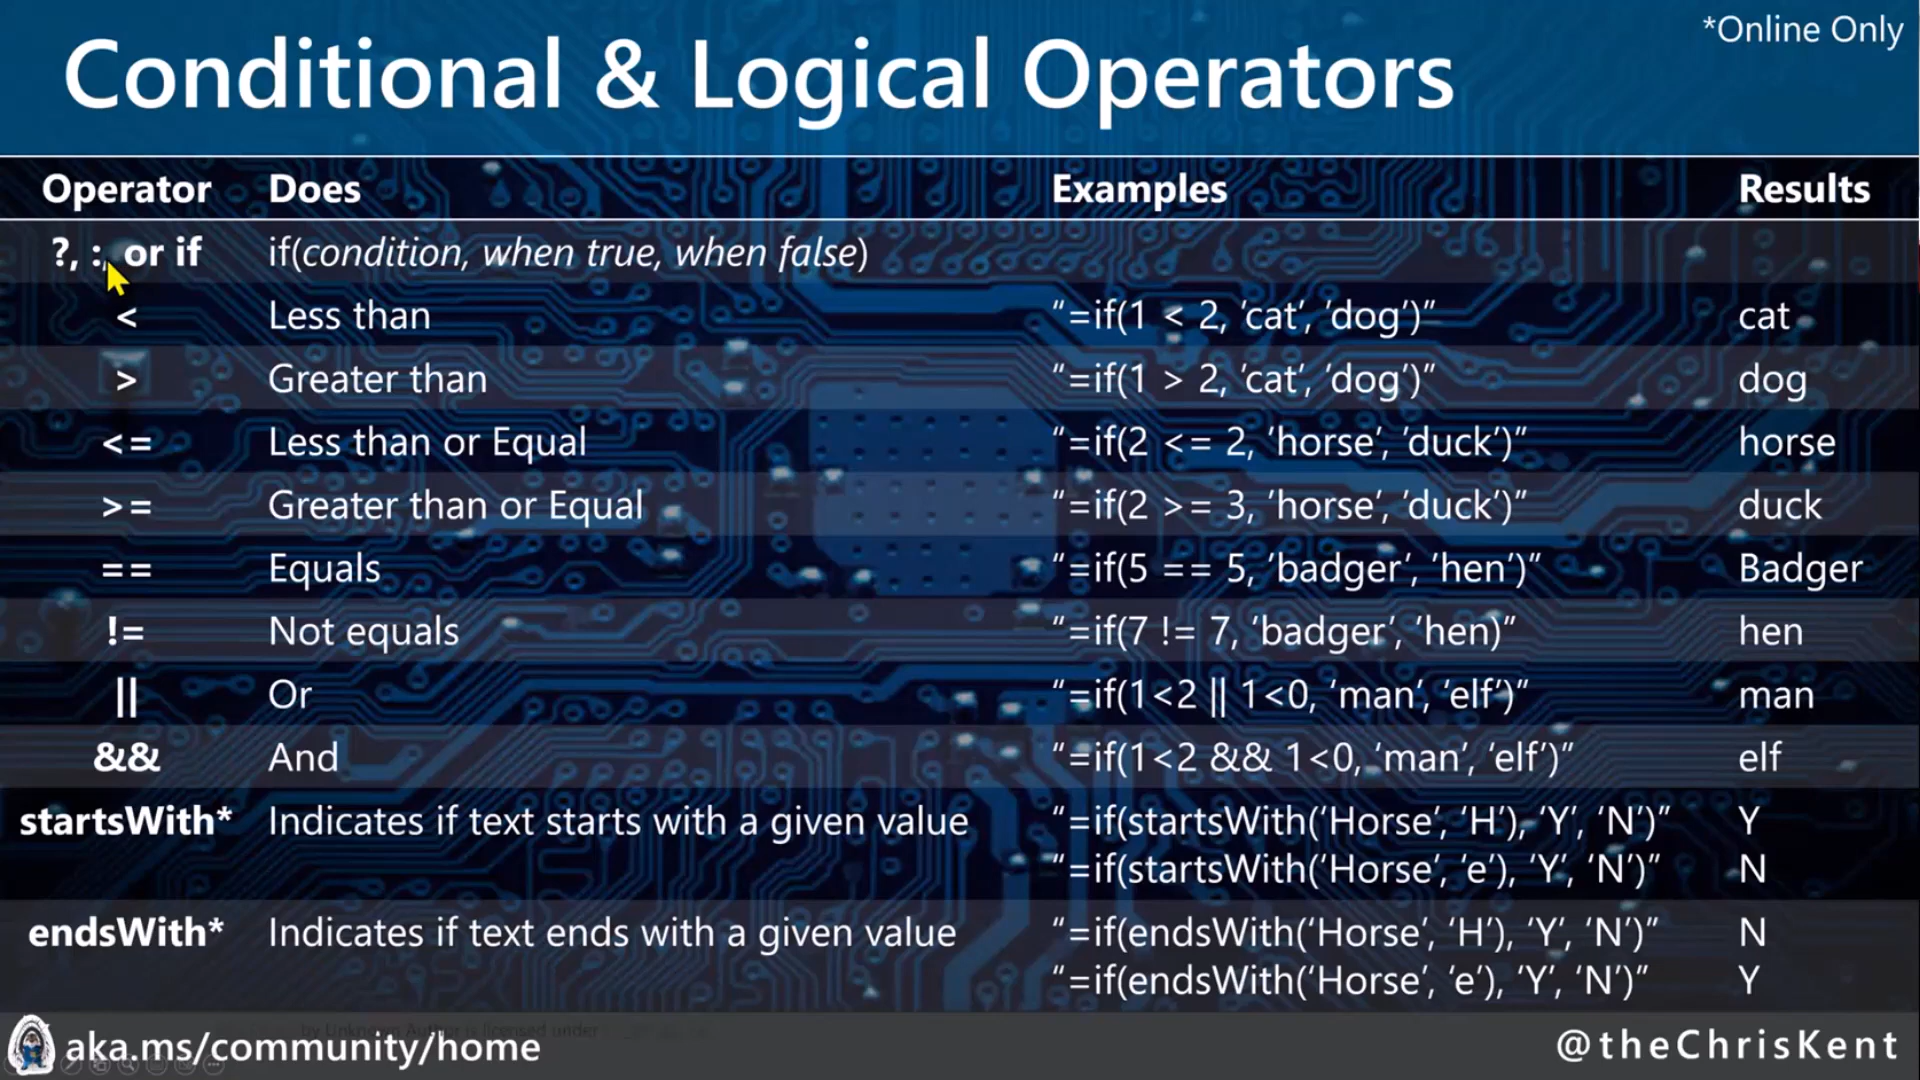 *Online Only
Conditional & Logical Operators
Operator Does Examples Results
?, :, or if if(condition, when true, when false)
< Less than “=if(1 < 2, ‘cat’, ‘dog’)” cat
> Greater than “=if(1 > 2, ‘cat’, ‘dog’)” dog
<= Less than or Equal “=if(2 <= 2, ‘horse’, ‘duck’)” horse
>= Greater than or Equal “=if(2 >= 3, ‘horse’, ‘duck’)” duck
== Equals “=if(5 == 5, ‘badger’, ‘hen’)” Badger
!= Not equals “=if(7 != 7, ‘badger’, ‘hen)” hen
|| Or “=if(1<2 || 1<0, ‘man’, ‘elf’)” man
&& And “=if(1<2 && 1<0, ‘man’, ‘elf’)” elf
startsWith* Indicates if text starts with a given value “=if(startsWith(‘Horse’, ‘H’), ‘Y’, ‘N’)” Y
“=if(startsWith(‘Horse’, ‘e’), ‘Y’, ‘N’)” N
endsWith* Indicates if text ends with a given value “=if(endsWith(‘Horse’, ‘H’), ‘Y’, ‘N’)” N
“=if(endsWith(‘Horse’, ‘e’), ‘Y’, ‘N’)” Y
by Unknown Author is licensed under
aka.ms/community/home @theChrisKent